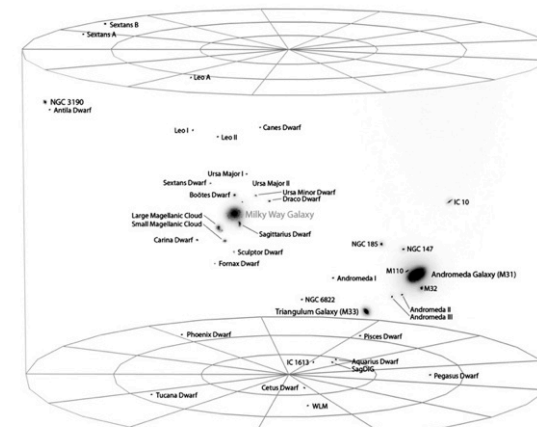 Sextans B
Sextans A
Leo A
NGC 3190
Antila Dwarf
Leo I
Leo II
Canes Dwarf
Ursa Major I
Sextans Dwarf
Ursa Major II
Boötes Dwarf
Ursa Minor Dwarf
Draco Dwarf
IC 10
Milky Way Galaxy
Large Magellanic Cloud
Small Magellanic Cloud
Sagittarius Dwarf
Carina Dwarf
NGC 185
NGC 147
Sculptor Dwarf
Fornax Dwarf
M110
Andromeda Galaxy (M31)
Andromeda I
M32
NGC 6822
Andromeda II
Andromeda III
Triangulum Galaxy (M33)
Phoenix Dwarf
Pisces Dwarf
IC 1613
Aquarius Dwarf
SagDIG
Pegasus Dwarf
Cetus Dwarf
Tucana Dwarf
WLM